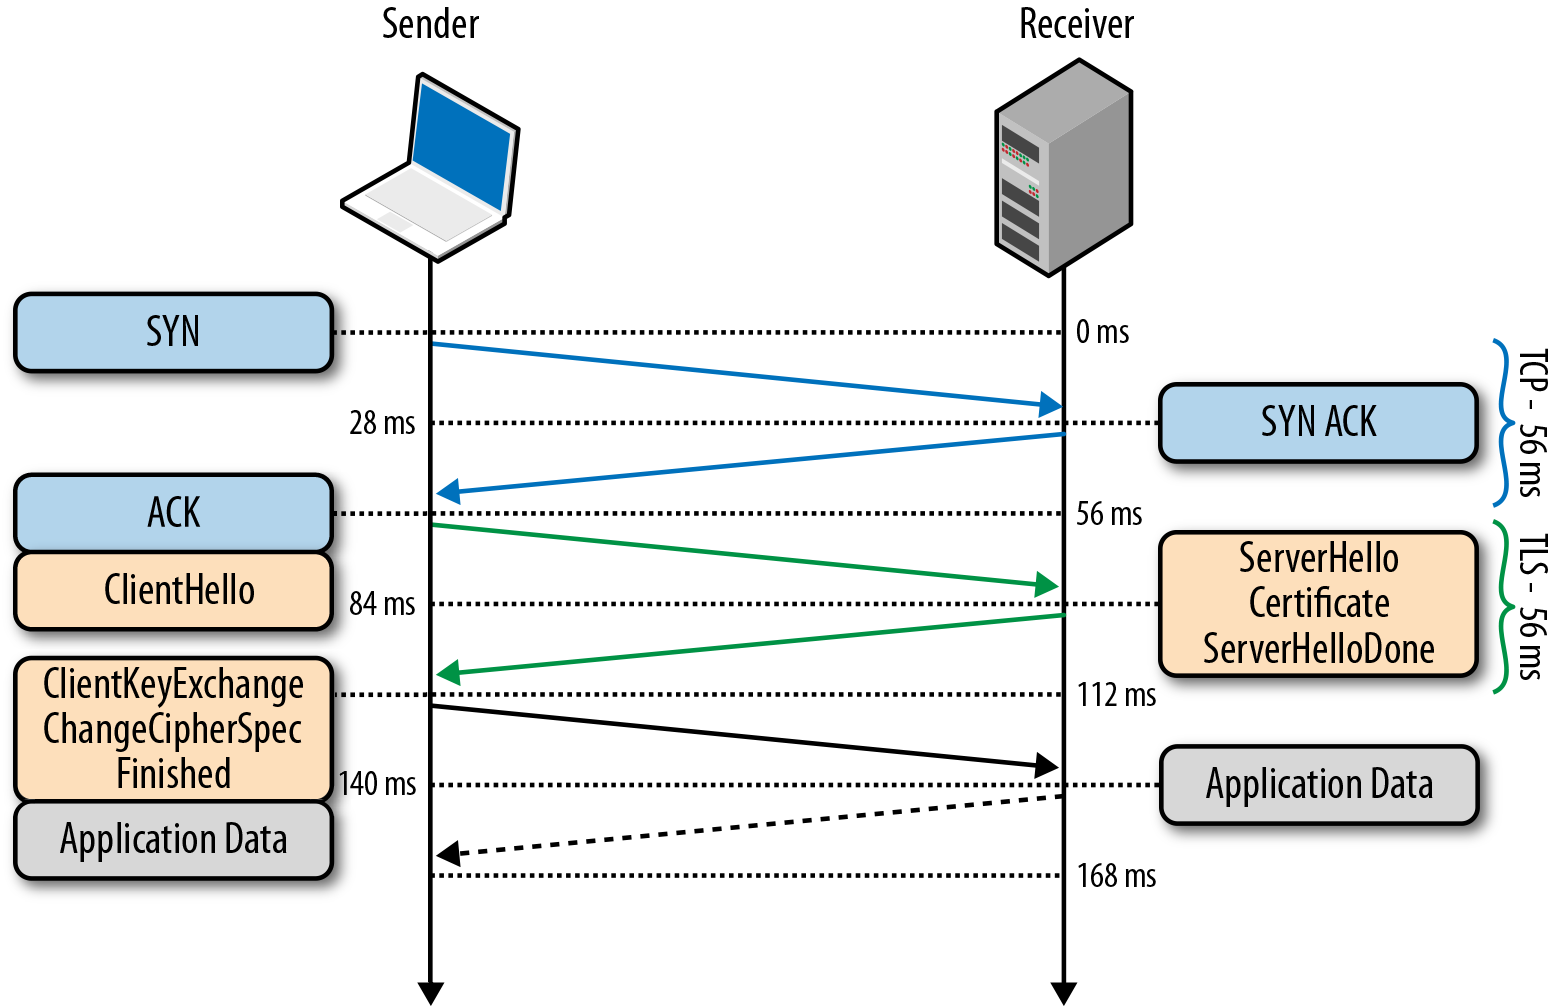 Sender
Receiver
SYN
0 ms
28 ms
SYN ACK
TCP - 56 ms
ACK
56 ms
ClientHello
84 ms
ServerHello
Certificate
ServerHelloDone
TLS - 56 ms
ClientKeyExchange
ChangeCipherSpec
Finished
112 ms
140 ms
Application Data
Application Data
168 ms